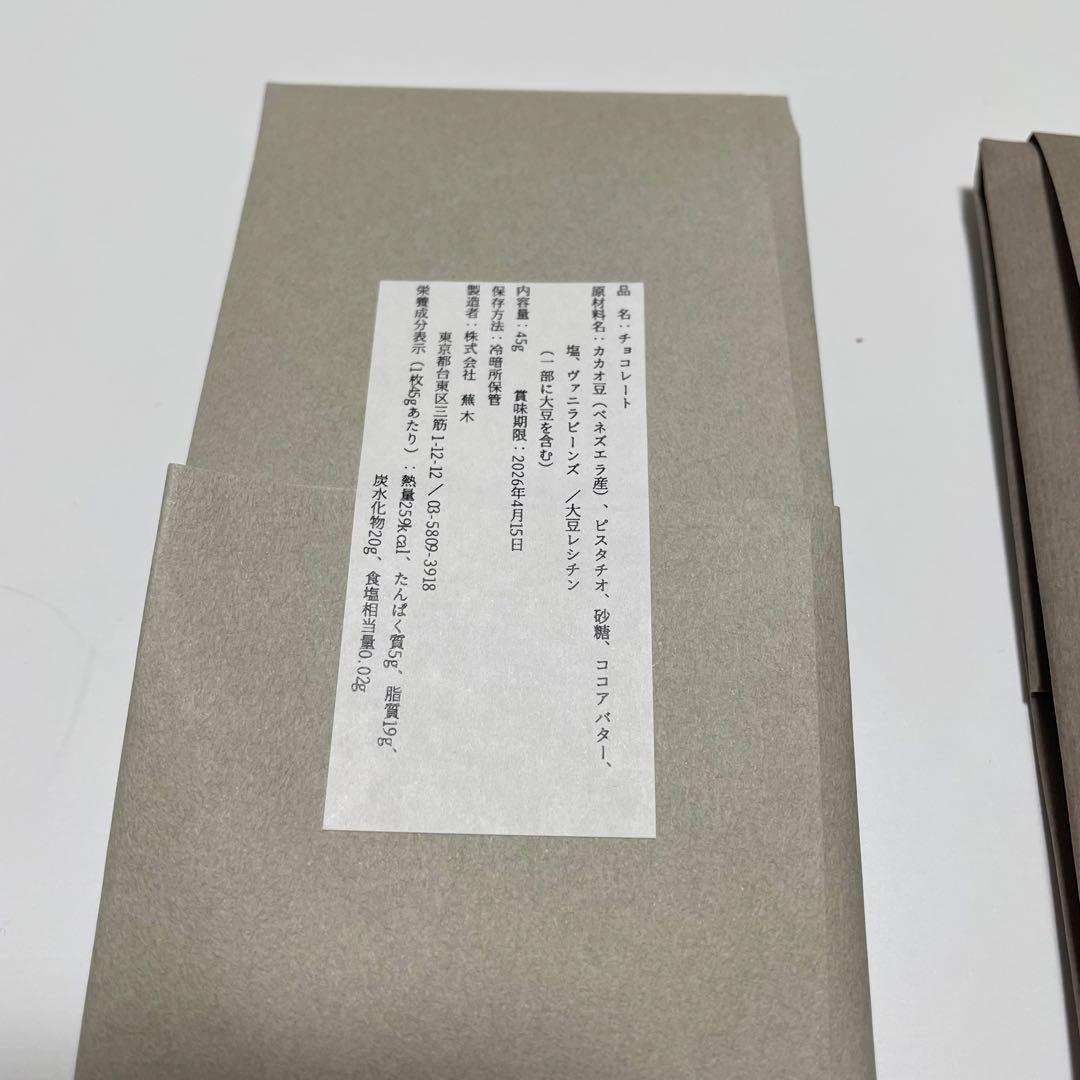 品　名：チョコレート
原材料名：カカオ豆（ベネズエラ産）、ピスタチオ、砂糖、ココアバター、
塩、ヴァニラビーンズ　／大豆レシチン
（一部に大豆を含む）
内容量：45g　　賞味期限：2026年4月15日
保存方法：冷暗所保管
製造者：株式会社　蕪木
東京都台東区三筋1-12-12／03-5809-3918
栄養成分表示（1枚45gあたり）：熱量259kcal、たんぱく質5g、脂質19g、
炭水化物20g、食塩相当量0.02g